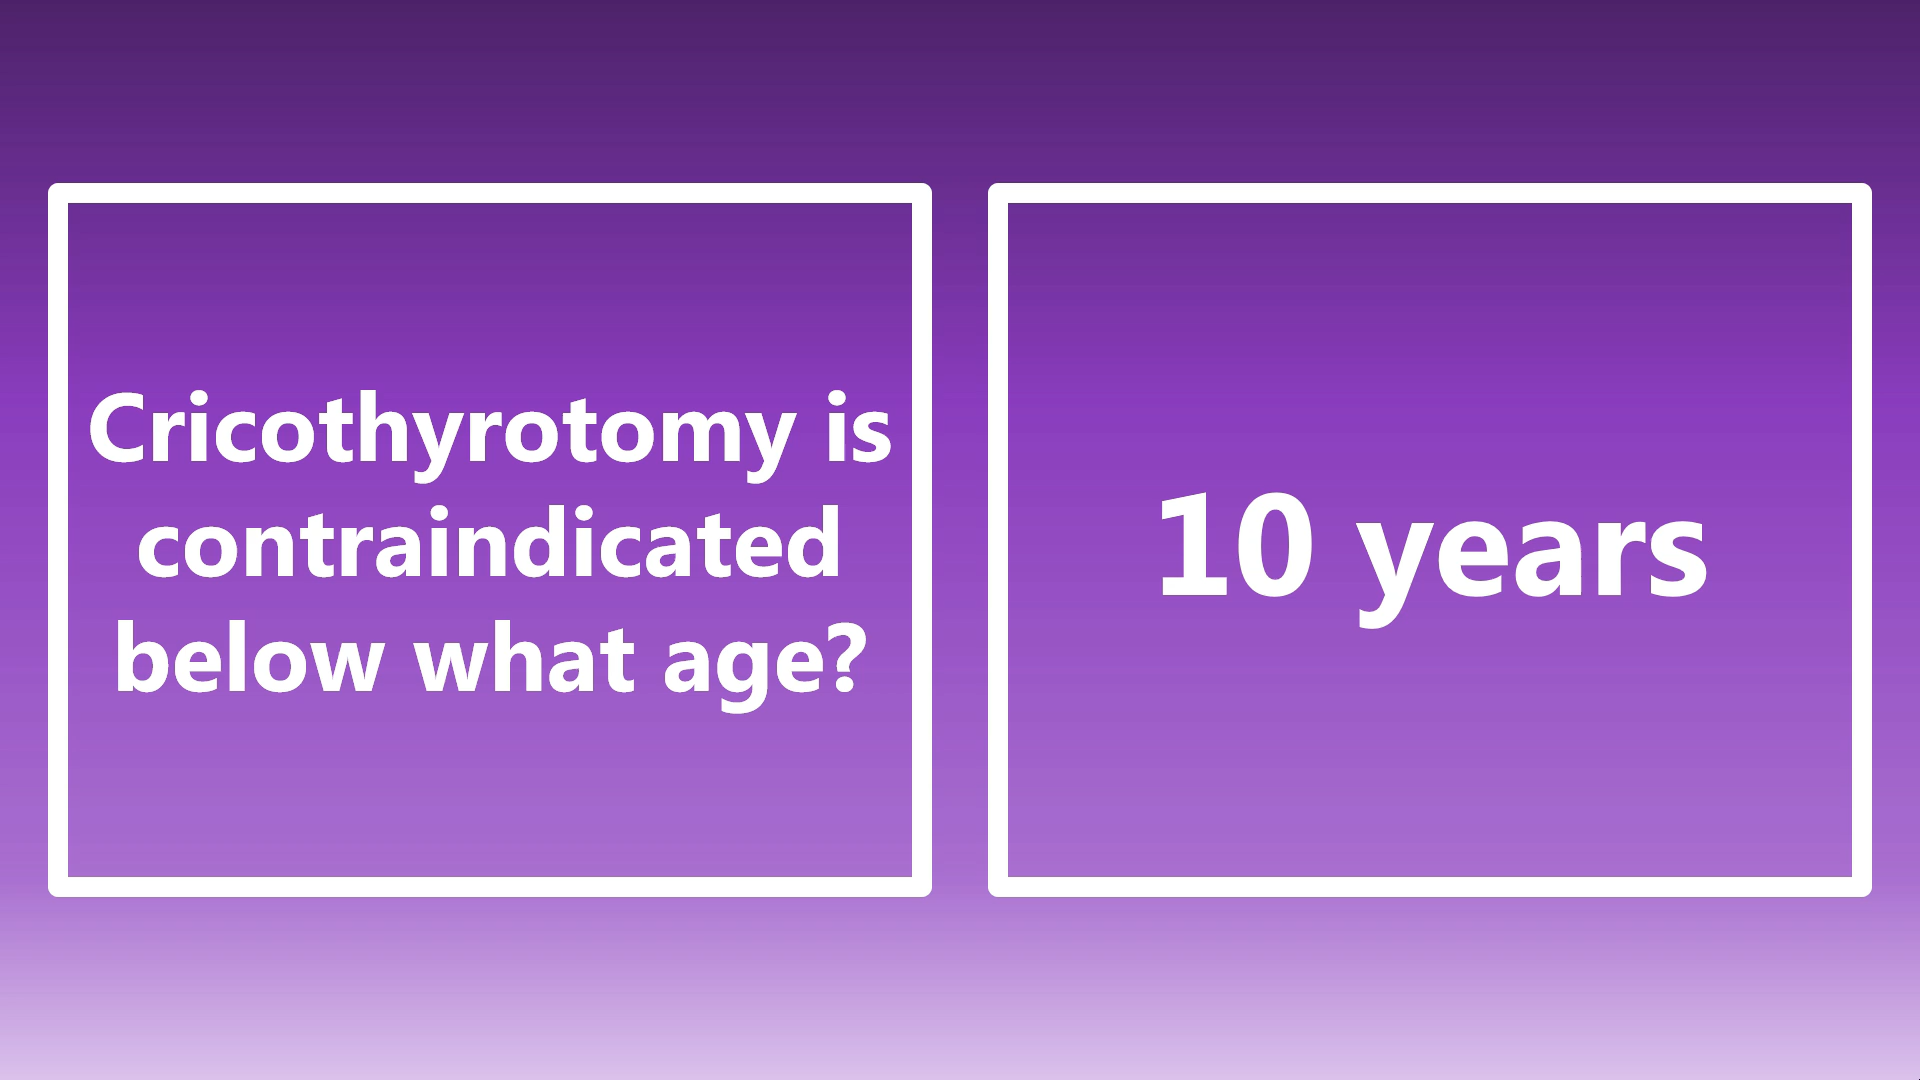 Cricothyrotomy is
contraindicated
below what age?
10 years